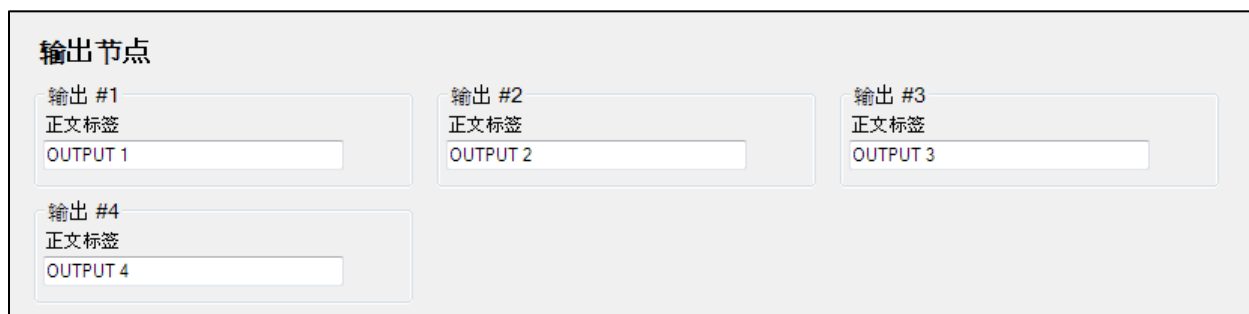 输出节点
输出 #1
正文标签
OUTPUT 1
输出 #2
正文标签
OUTPUT 2
输出 #3
正文标签
OUTPUT 3
输出 #4
正文标签
OUTPUT 4